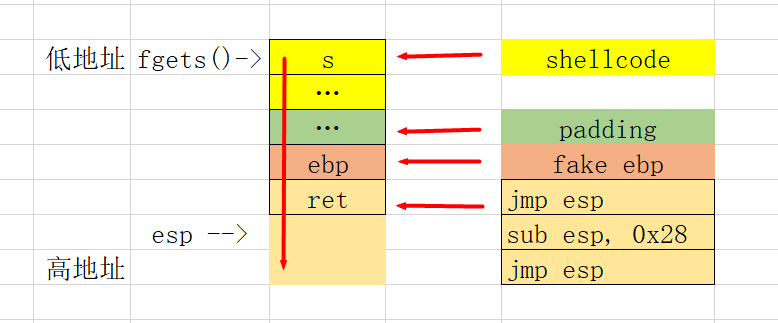 低地址 fgets()-> s shellcode
… 
… padding
ebp fake ebp
ret jmp esp
esp --> sub esp, 0x28
高地址 jmp esp